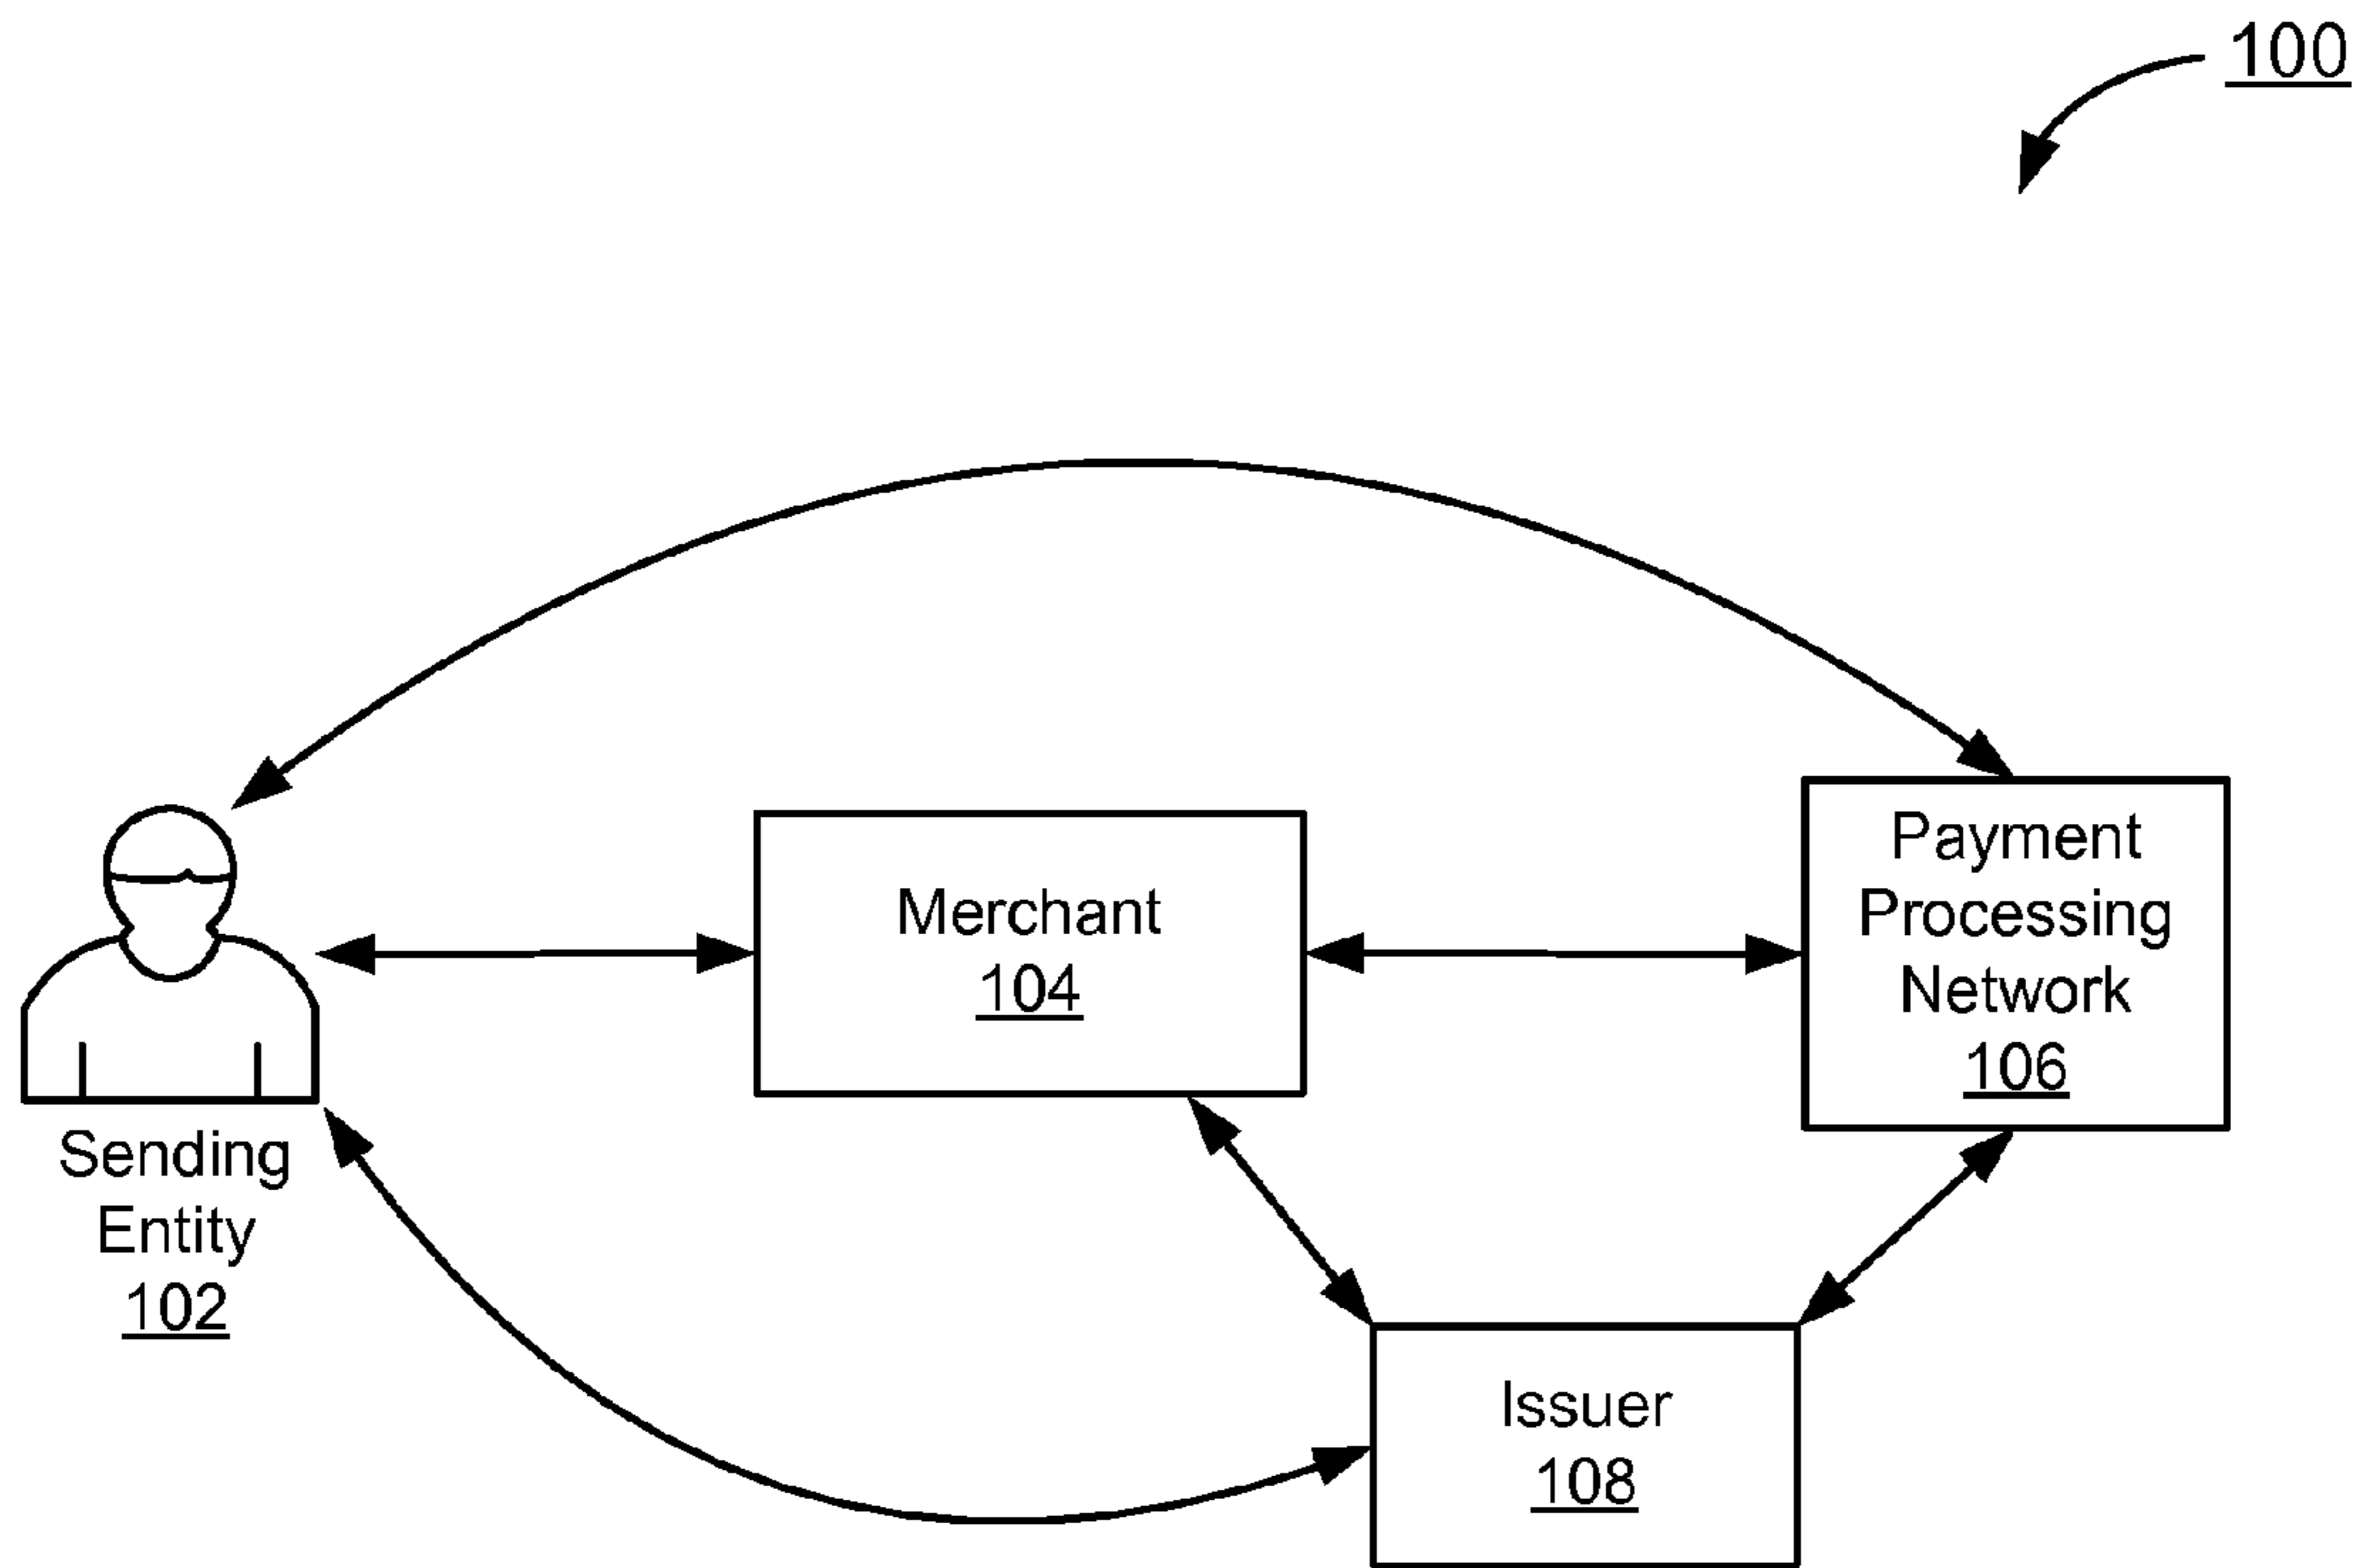 100
Merchant
104
Payment
Processing
Network
106
Sending
Entity
102
Issuer
108